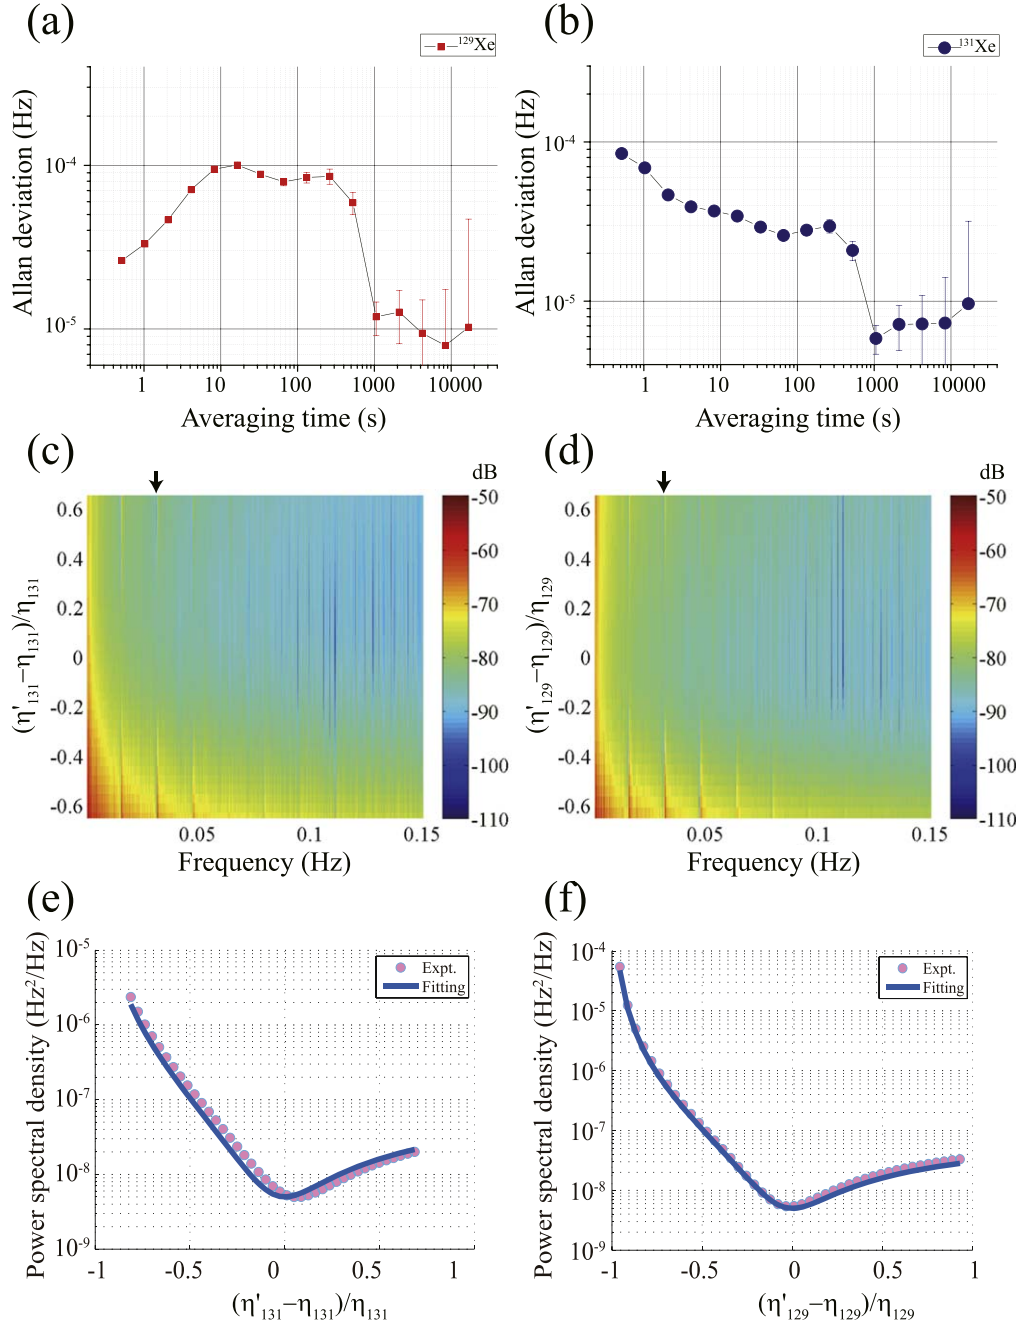 (a)
129Xe
Allan deviation (Hz)
10-4
10-5
1 10 100 1000 10000
Averaging time (s)
(b)
131Xe
Allan deviation (Hz)
10-4
10-5
1 10 100 1000 10000
Averaging time (s)
(c)
dB
(η'131−η131)/η131
0.6
0.4
0.2
0
-0.2
-0.4
-0.6
0.05 0.1 0.15
Frequency (Hz)
-50
-60
-70
-80
-90
-100
-110
(d)
dB
(η'129−η129)/η129
0.6
0.4
0.2
0
-0.2
-0.4
-0.6
0.05 0.1 0.15
Frequency (Hz)
-50
-60
-70
-80
-90
-100
-110
(e)
Power spectral density (Hz2/Hz)
10-5
10-6
10-7
10-8
10-9
Expt.
Fitting
-1 -0.5 0 0.5 1
(η'131−η131)/η131
(f)
Power spectral density (Hz2/Hz)
10-4
10-5
10-6
10-7
10-8
10-9
Expt.
Fitting
-1 -0.5 0 0.5 1
(η'129−η129)/η129